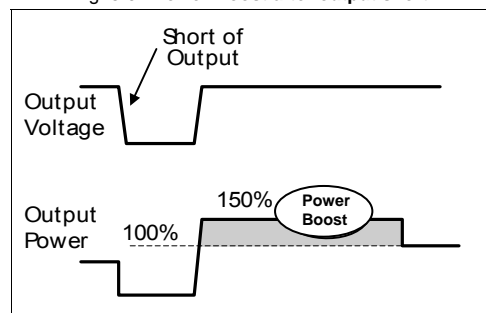 Short of
Output
Output
Voltage
Output
Power
150%
100%
Power
Boost